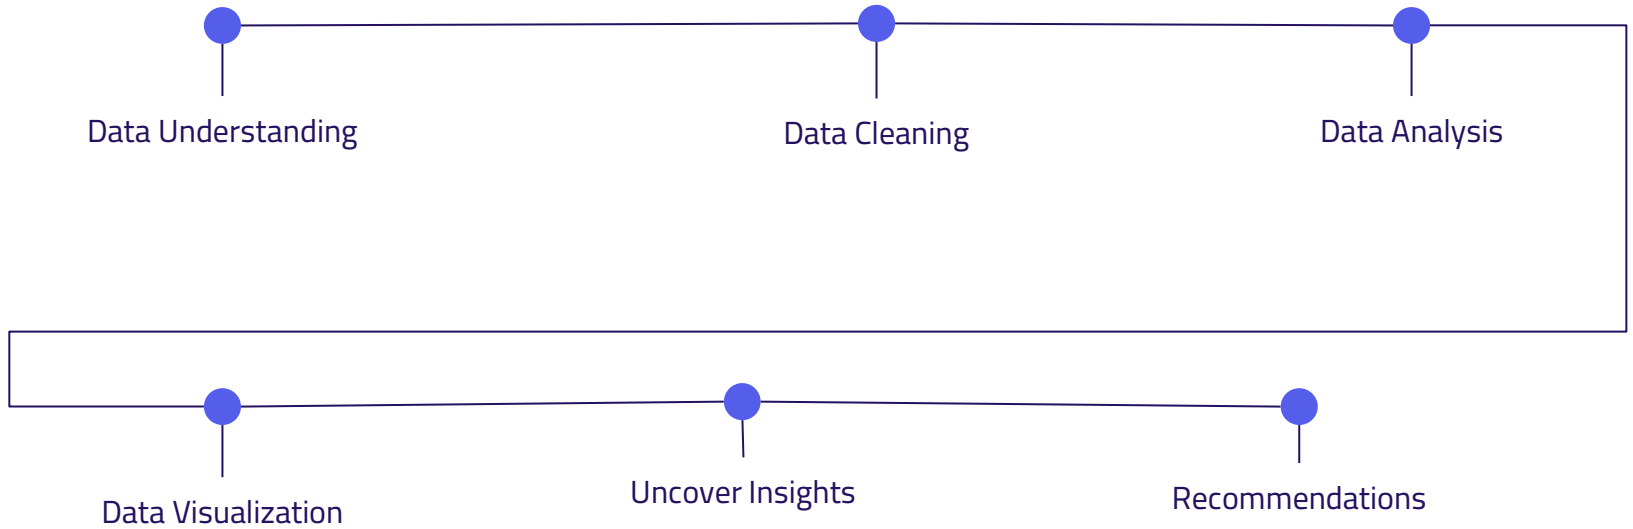 Data Understanding
Data Cleaning
Data Analysis
Data Visualization
Uncover Insights
Recommendations